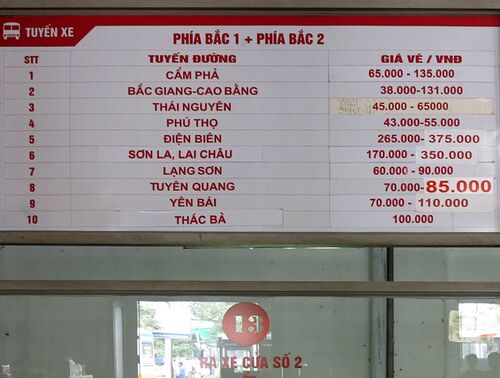 TUYẾN XE
PHÍA BẮC 1 + PHÍA BẮC 2
STT TUYẾN ĐƯỜNG GIÁ VÉ / VNĐ
1 CẨM PHẢ 65.000 - 135.000
2 BẮC GIANG-CAO BẰNG 38.000-131.000
3 THÁI NGUYÊN 45.000 - 65000
4 PHÚ THỌ 43.000-55.000
5 ĐIỆN BIÊN 265.000- 375.000
6 SƠN LA, LAI CHÂU 170.000 - 350.000
7 LẠNG SƠN 60.000 - 90.000
8 TUYÊN QUANG 70.000-85.000
9 YÊN BÁI 70.000 - 110.000
10 THÁC BÀ 100.000
13
RA XE CỬA SỐ 2